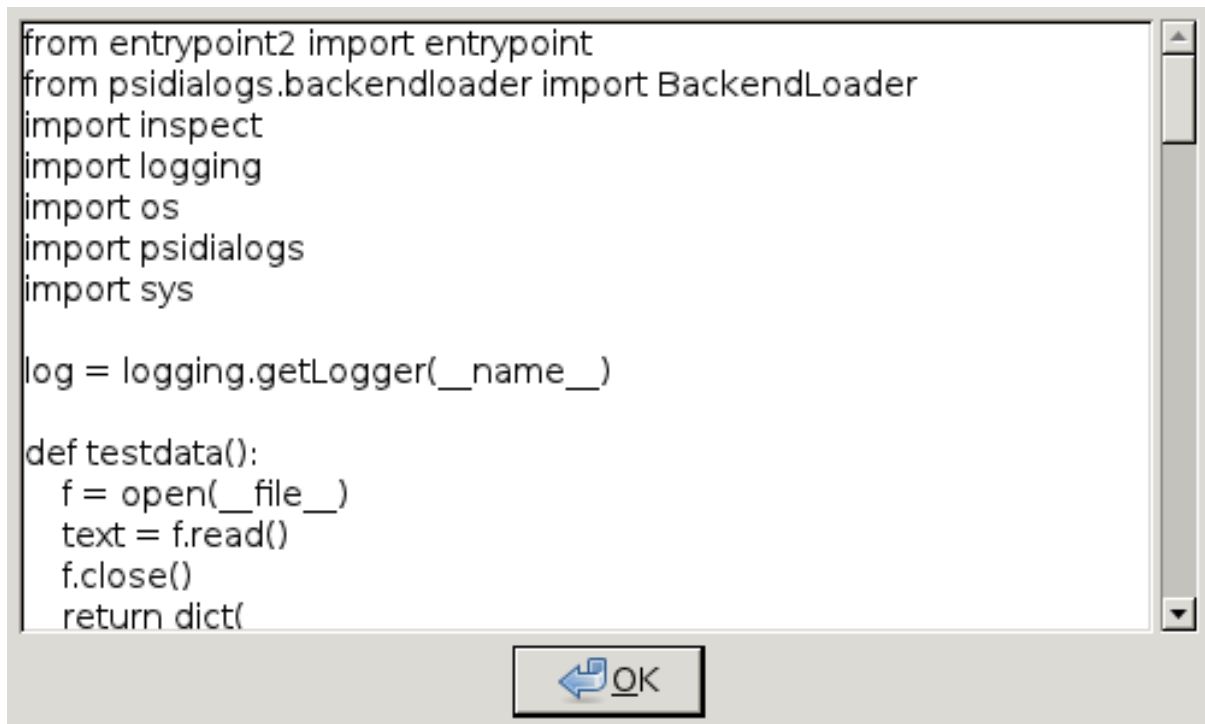 from entrypoint2 import entrypoint
from psidialogs.backendloader import BackendLoader
import inspect
import logging
import os
import psidialogs
import sys

log = logging.getLogger(__name__)

def testdata():
    f = open(__file__)
    text = f.read()
    f.close()
    return dict(
OK